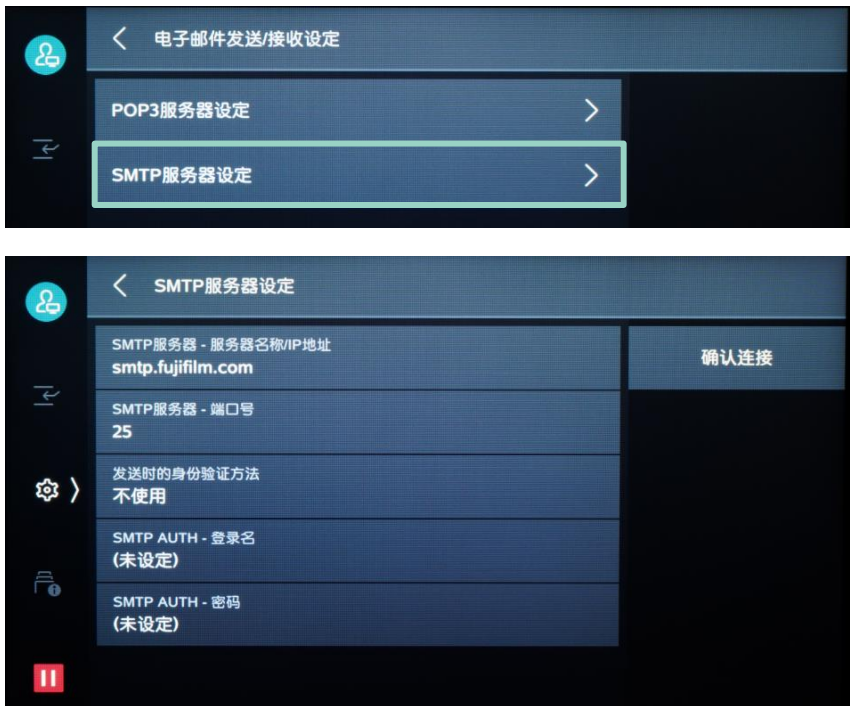 电子邮件发送/接收设定
POP3服务器设定
SMTP服务器设定
SMTP服务器设定
SMTP服务器 - 服务器名称/IP地址
smtp.fujifilm.com
确认连接
SMTP服务器 - 端口号
25
发送时的身份验证方法
不使用
SMTP AUTH - 登录名
(未设定)
SMTP AUTH - 密码
(未设定)